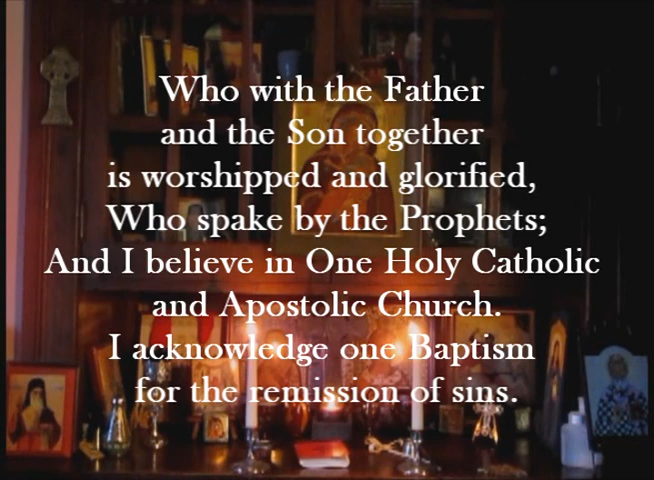 Who with the Father
and the Son together
is worshipped and glorified,
Who spake by the Prophets;
And I believe in One Holy Catholic
and Apostolic Church.
I acknowledge one Baptism
for the remission of sins.